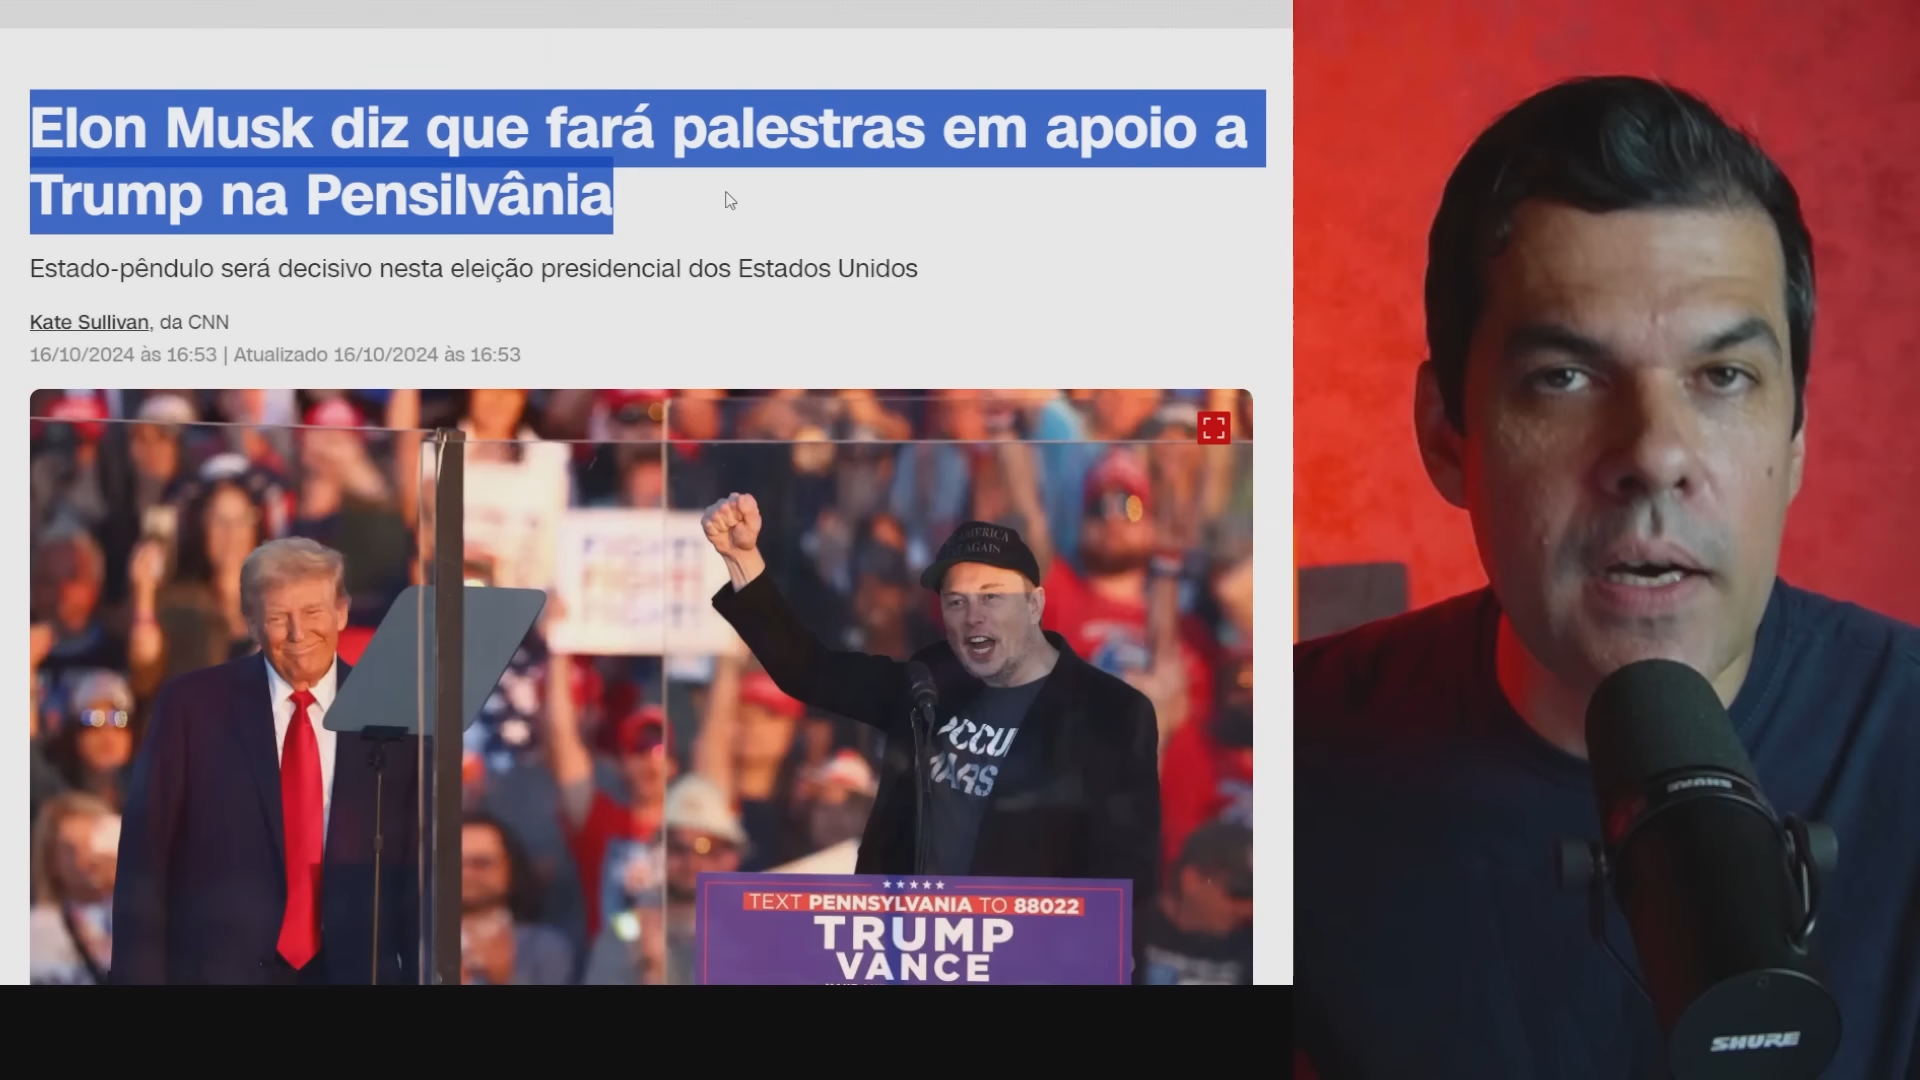 Elon Musk diz que fará palestras em apoio a
Trump na Pensilvânia
Estado-pêndulo será decisivo nesta eleição presidencial dos Estados Unidos
Kate Sullivan, da CNN
16/10/2024 às 16:53 | Atualizado 16/10/2024 às 16:53
AMERICA
AGAIN
TEXT PENNSYLVANIA TO 88022
TRUMP
VANCE
SHURE